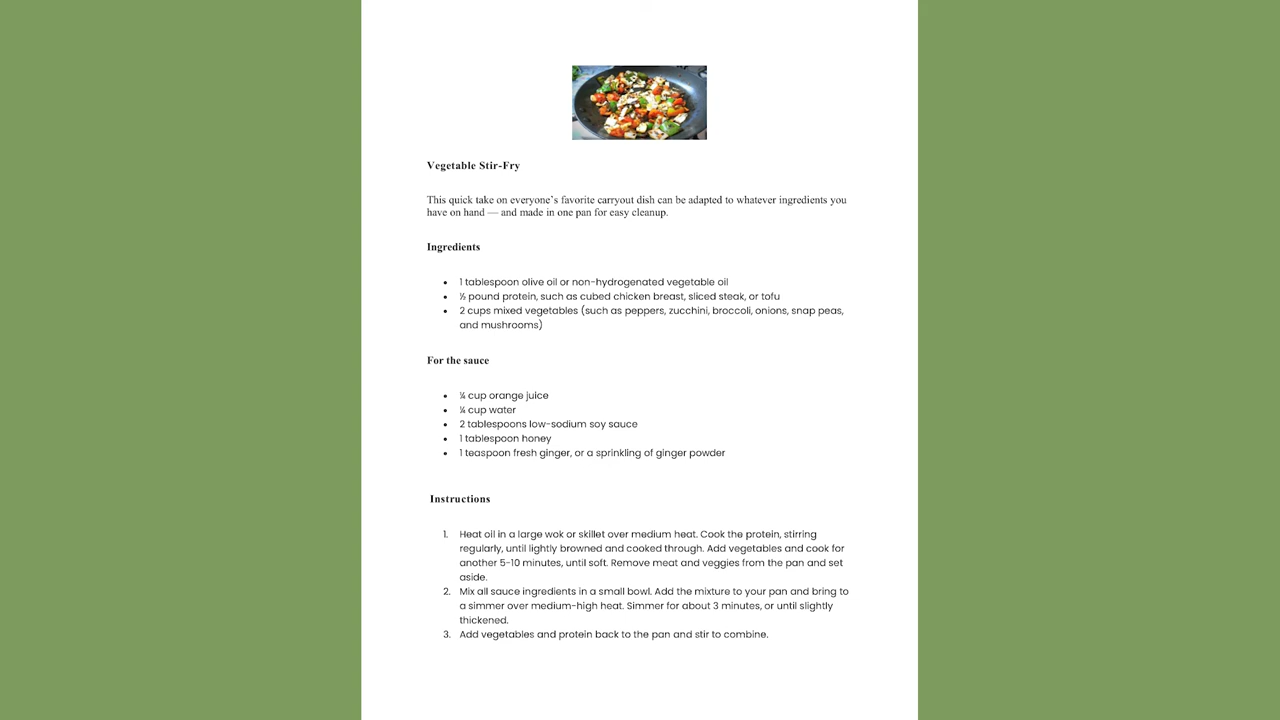 Vegetable Stir-Fry
This quick take on everyone’s favorite carryout dish can be adapted to whatever ingredients you
have on hand — and made in one pan for easy cleanup.
Ingredients
• 1 tablespoon olive oil or non-hydrogenated vegetable oil
• ½ pound protein, such as cubed chicken breast, sliced steak, or tofu
• 2 cups mixed vegetables (such as peppers, zucchini, broccoli, onions, snap peas,
and mushrooms)
For the sauce
• ¼ cup orange juice
• ¼ cup water
• 2 tablespoons low-sodium soy sauce
• 1 tablespoon honey
• 1 teaspoon fresh ginger, or a sprinkling of ginger powder
Instructions
1. Heat oil in a large wok or skillet over medium heat. Cook the protein, stirring
regularly, until lightly browned and cooked through. Add vegetables and cook for
another 5-10 minutes, until soft. Remove meat and veggies from the pan and set
aside.
2. Mix all sauce ingredients in a small bowl. Add the mixture to your pan and bring to
a simmer over medium-high heat. Simmer for about 3 minutes, or until slightly
thickened.
3. Add vegetables and protein back to the pan and stir to combine.